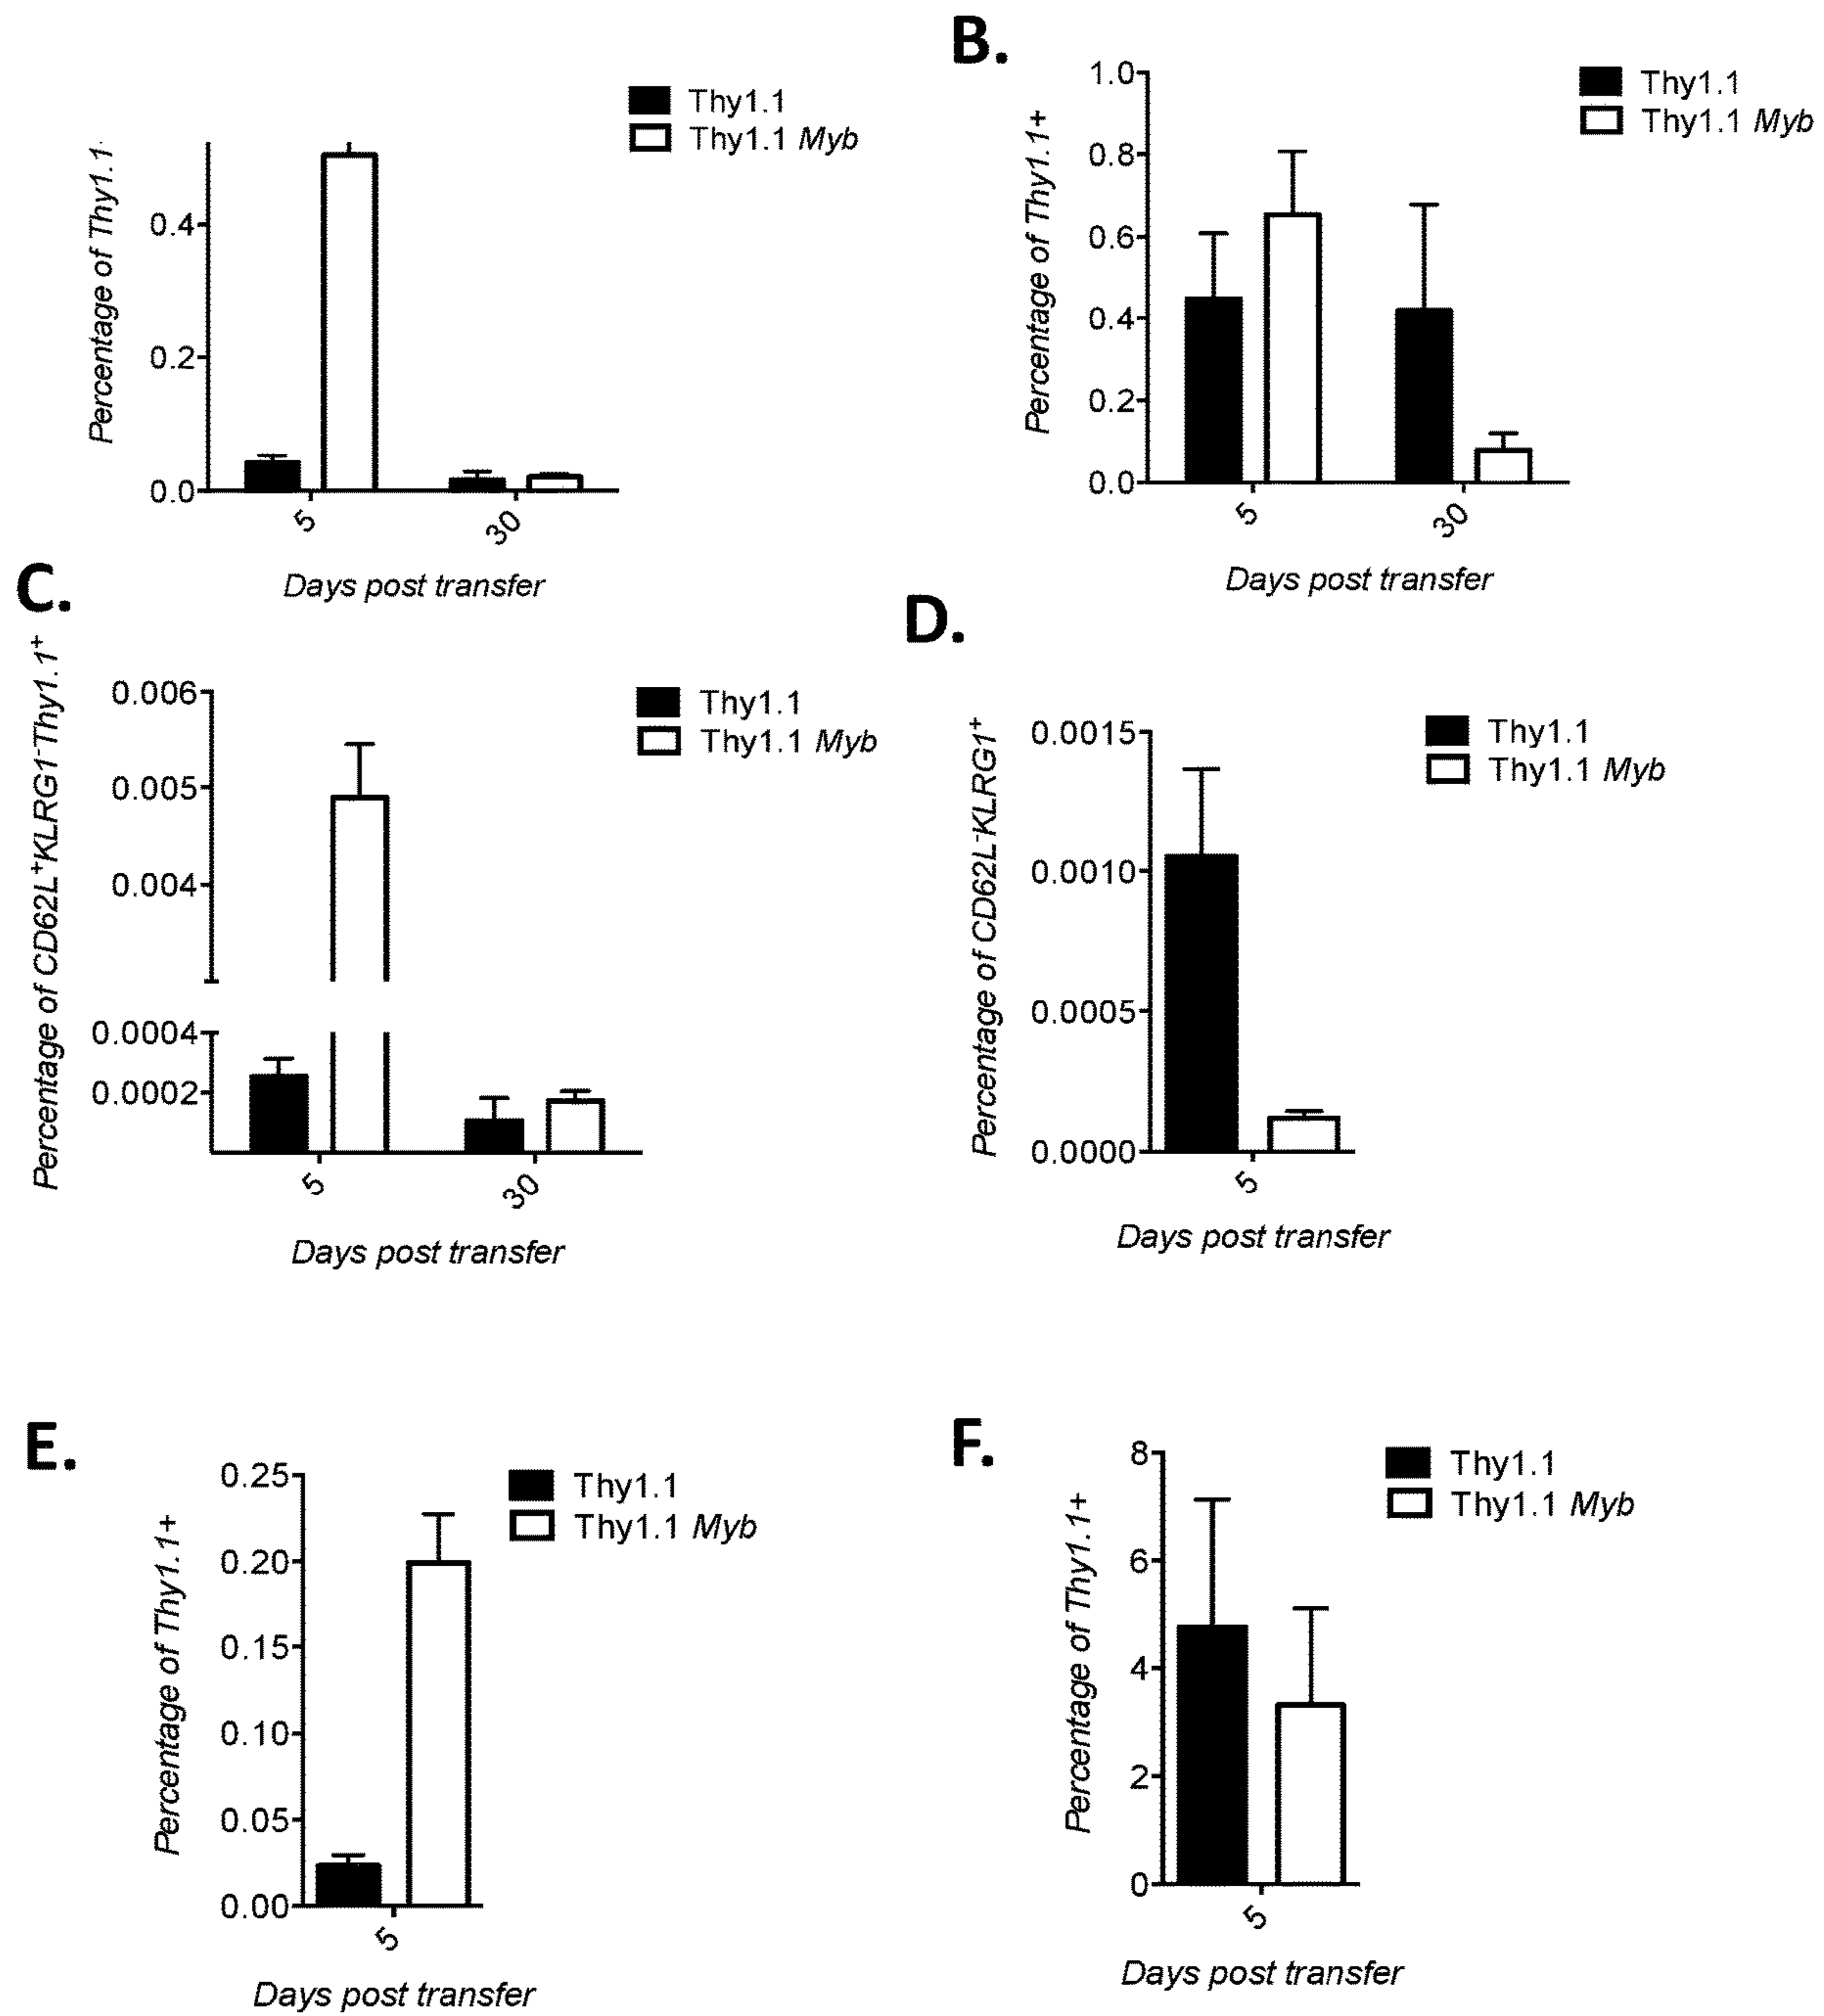 Thy1.1
Thy1.1 Myb
Percentage of Thy1.1
0.4
0.2
0.0
5
30
Days post transfer
B.
Thy1.1
Thy1.1 Myb
Percentage of Thy1.1+
1.0
0.8
0.6
0.4
0.2
0.0
5
30
Days post transfer
C.
Thy1.1
Thy1.1 Myb
Percentage of CD62L⁺KLRG1⁻Thy1.1⁺
0.006
0.005
0.004
0.0004
0.0002
5
30
Days post transfer
D.
Thy1.1
Thy1.1 Myb
Percentage of CD62L⁻KLRG1⁺
0.0015
0.0010
0.0005
0.0000
5
Days post transfer
E.
Thy1.1
Thy1.1 Myb
Percentage of Thy1.1+
0.25
0.20
0.15
0.10
0.05
0.00
5
Days post transfer
F.
Thy1.1
Thy1.1 Myb
Percentage of Thy1.1+
8
6
4
2
0
5
Days post transfer